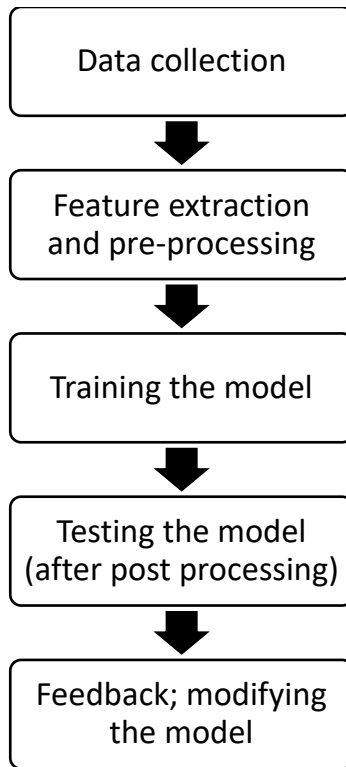 Data collection
Feature extraction
and pre-processing
Training the model
Testing the model
(after post processing)
Feedback; modifying
the model